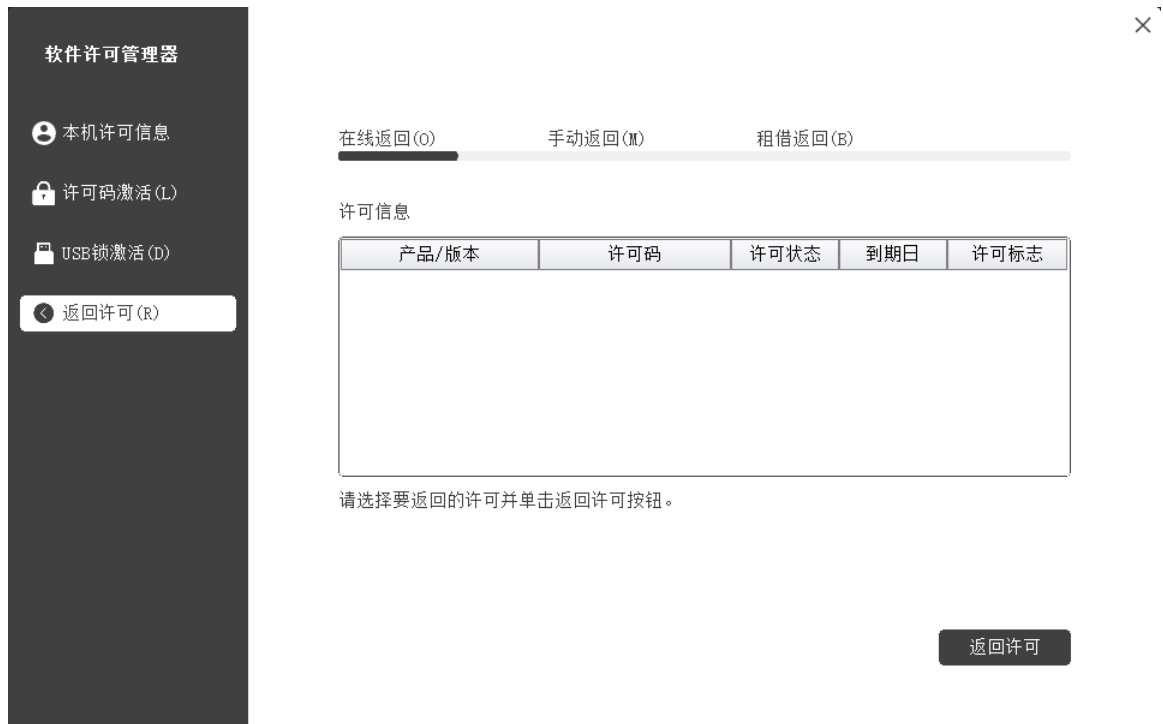 软件许可管理器
本机许可信息
许可码激活(L)
USB锁激活(D)
返回许可(R)
在线返回(O) 手动返回(M) 租借返回(B)
许可信息
产品/版本 许可码 许可状态 到期日 许可标志
请选择要返回的许可并单击返回许可按钮。
返回许可